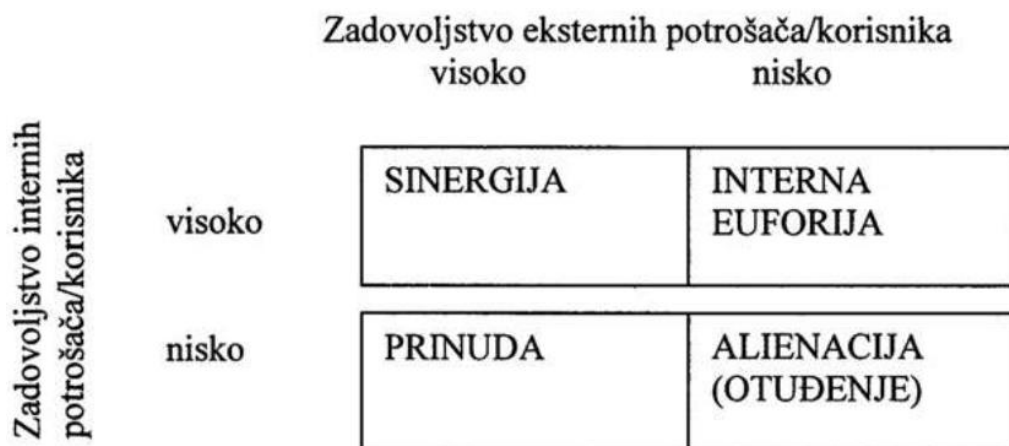 Zadovoljstvo eksternih potrošača/korisnika
visoko nisko
Zadovoljstvo internih
potrošača/korisnika
visoko
SINERGIJA
INTERNA
EUFORIJA
nisko
PRINUDA
ALIENACIJA
(OTUĐENJE)